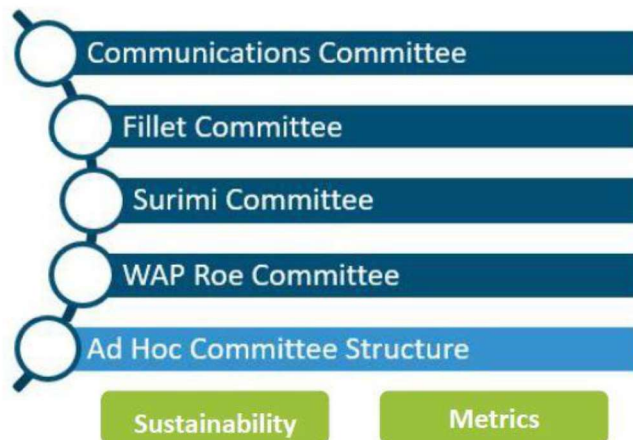 Communications Committee
Fillet Committee
Surimi Committee
WAP Roe Committee
Ad Hoc Committee Structure
Sustainability
Metrics